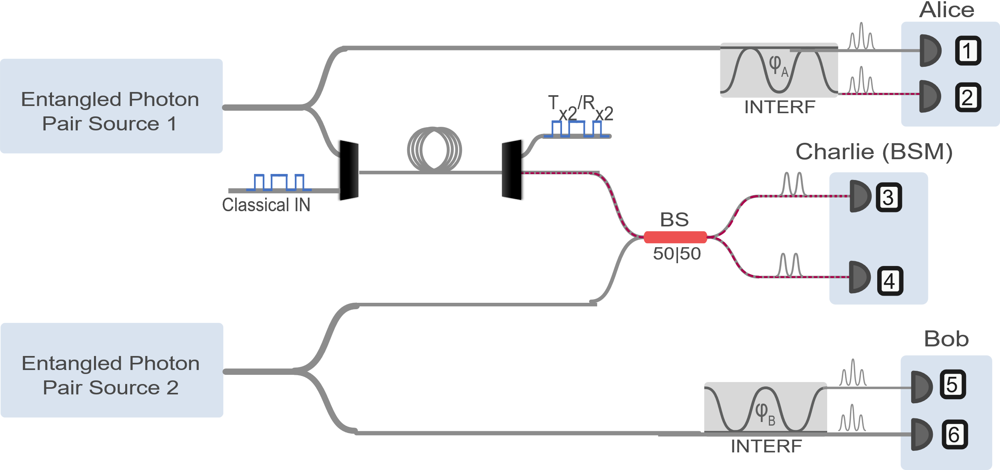 Alice
1
Entangled Photon
Pair Source 1
φA
2
INTERF
Tx2/Rx2
Charlie (BSM)
Classical IN
3
BS
50|50
4
Bob
Entangled Photon
Pair Source 2
5
φB
6
INTERF